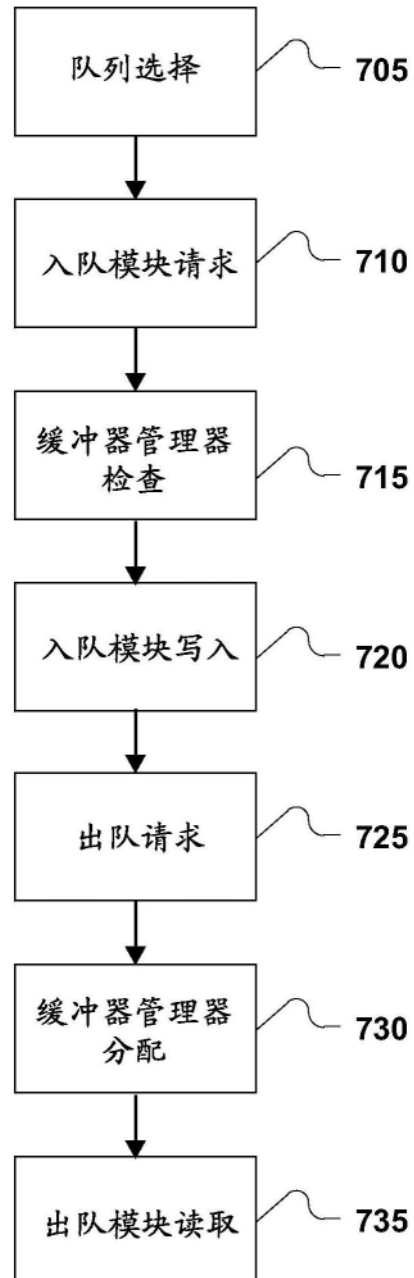 队列选择
705
入队模块请求
710
缓冲器管理器
检查
715
入队模块写入
720
出队请求
725
缓冲器管理器
分配
730
出队模块读取
735